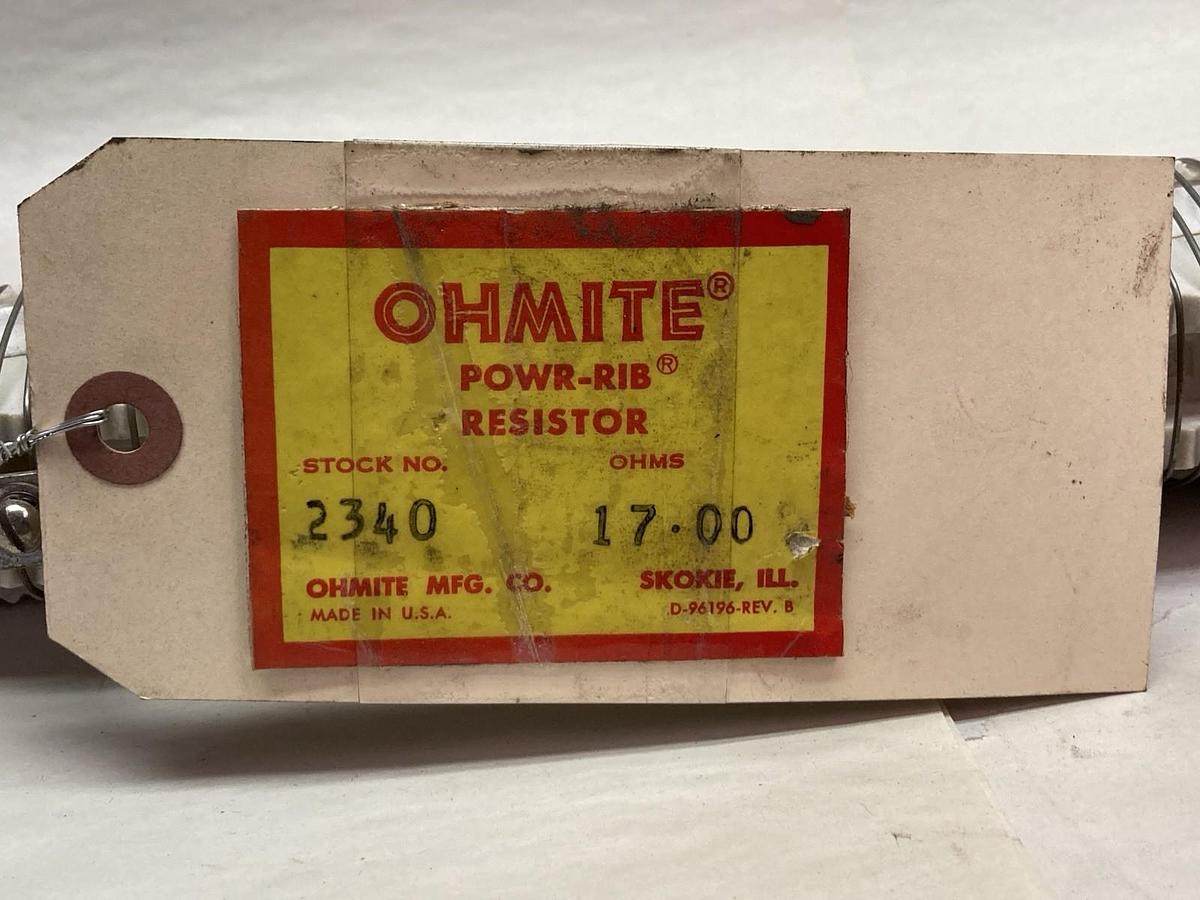 OHMITE®
POWR-RIB®
RESISTOR
STOCK NO. OHMS
2340 17.00
OHMITE MFG. CO. SKOKIE, ILL.
MADE IN U.S.A. D-96196-REV. B